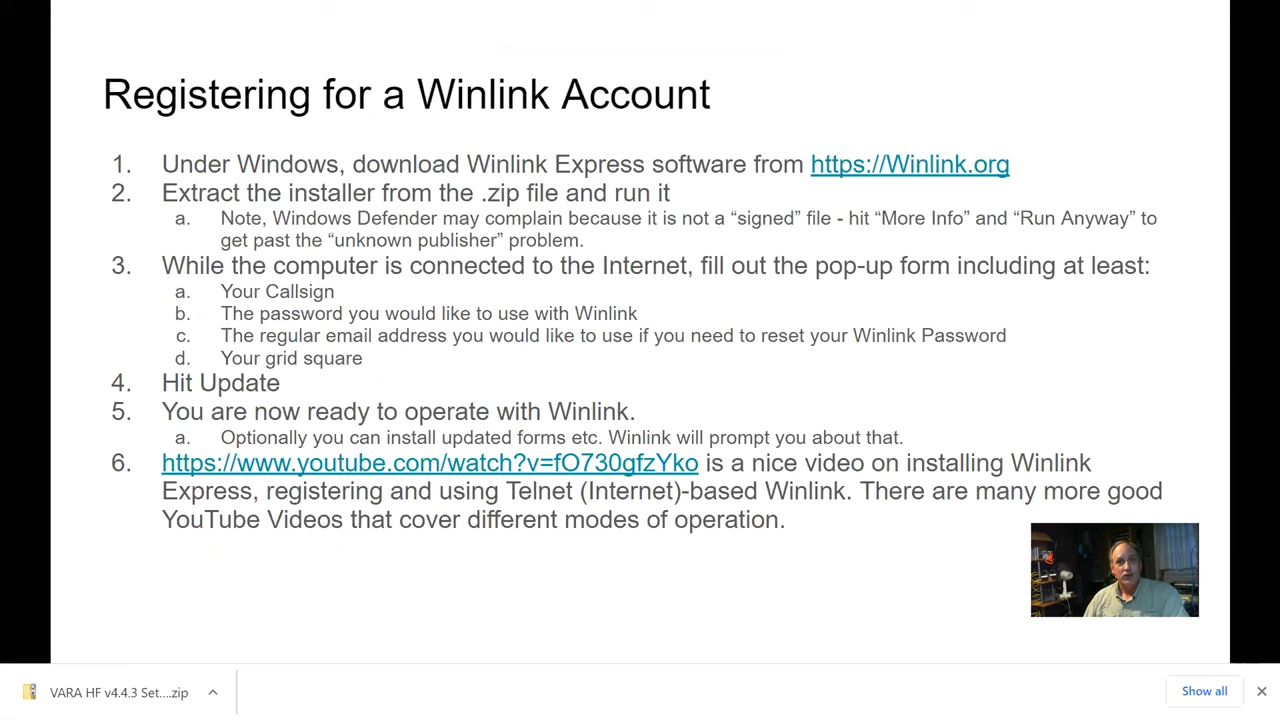 Registering for a Winlink Account
1. Under Windows, download Winlink Express software from https://Winlink.org
2. Extract the installer from the .zip file and run it
a. Note, Windows Defender may complain because it is not a “signed” file - hit “More Info” and “Run Anyway” to
get past the “unknown publisher” problem.
3. While the computer is connected to the Internet, fill out the pop-up form including at least:
a. Your Callsign
b. The password you would like to use with Winlink
c. The regular email address you would like to use if you need to reset your Winlink Password
d. Your grid square
4. Hit Update
5. You are now ready to operate with Winlink.
a. Optionally you can install updated forms etc. Winlink will prompt you about that.
6. https://www.youtube.com/watch?v=fO730gfzYko is a nice video on installing Winlink
Express, registering and using Telnet (Internet)-based Winlink. There are many more good
YouTube Videos that cover different modes of operation.
VARA HF v4.4.3 Set....zip
Show all